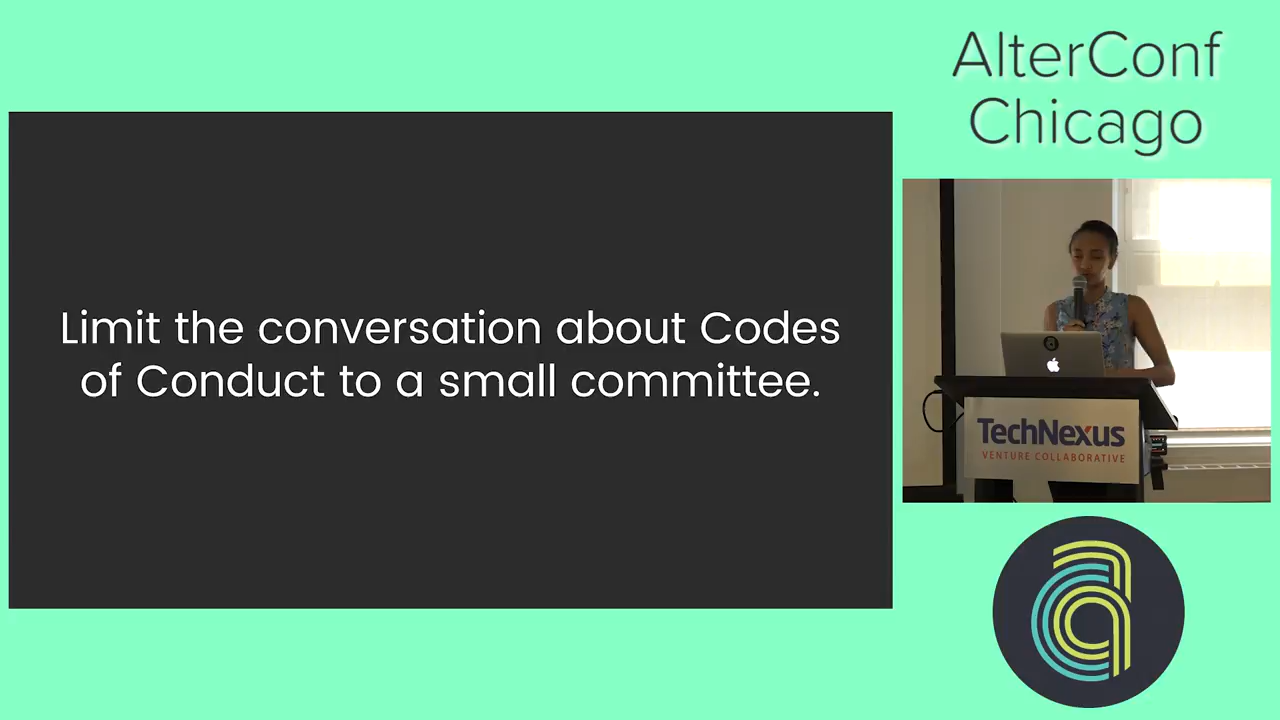 AlterConf
Chicago
Limit the conversation about Codes
of Conduct to a small committee.
TechNexus
VENTURE COLLABORATIVE